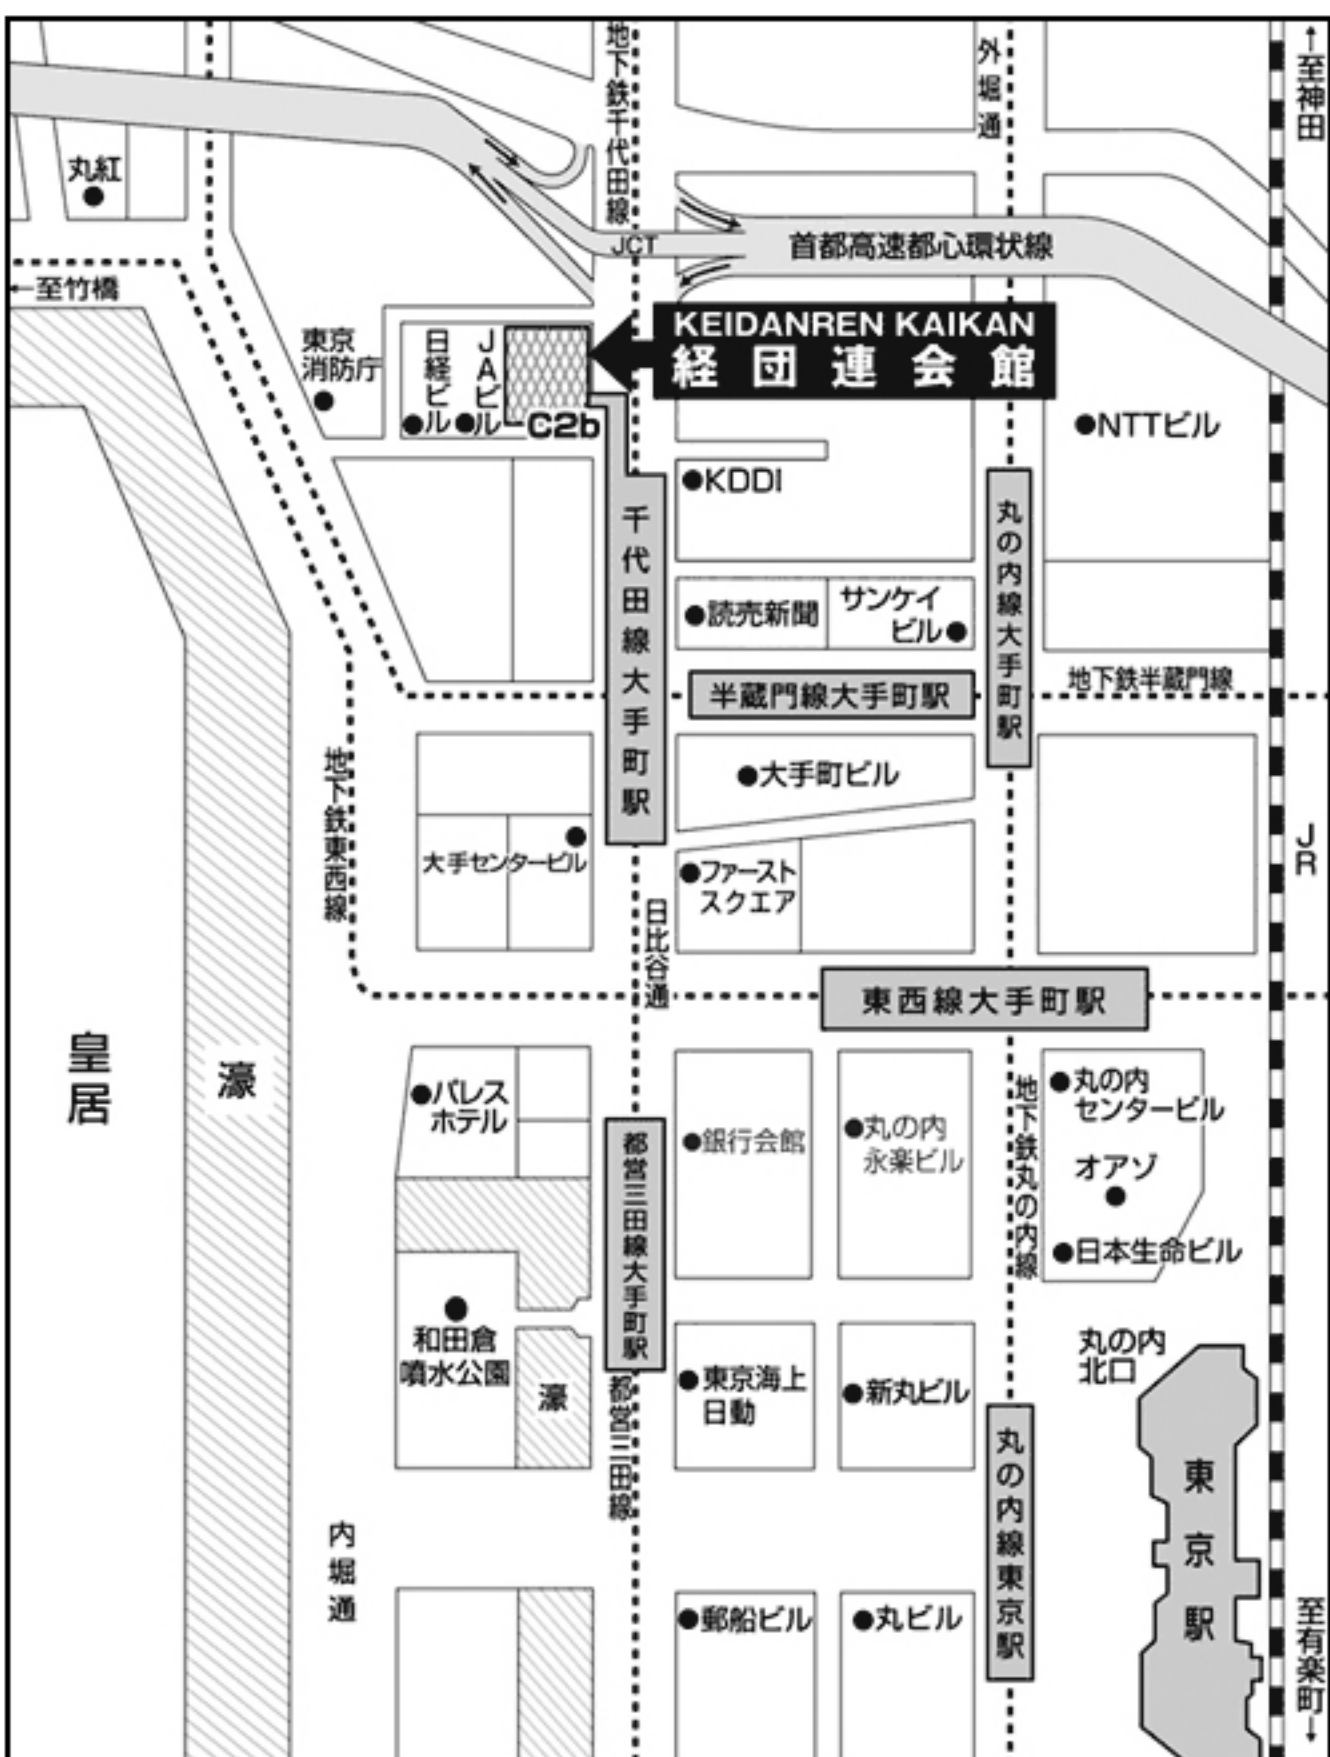 地下鉄千代田線
外堀通
↑至神田
丸紅
JCT
首都高速都心環状線
←至竹橋
KEIDANREN KAIKAN
経団連会館
東京
消防庁
日経ビル
JAビル
C2b
NTTビル
KDDI
千代田線大手町駅
丸の内線大手町駅
読売新聞
サンケイ
ビル
地下鉄半蔵門線
半蔵門線大手町駅
大手町ビル
地下鉄東西線
大手センタービル
ファースト
スクエア
JR
日比谷通
東西線大手町駅
皇居
濠
パレス
ホテル
都営三田線大手町駅
銀行会館
丸の内
永楽ビル
地下鉄丸の内線
丸の内
センタービル
オアゾ
日本生命ビル
和田倉
噴水公園
濠
都営三田線
東京海上
日動
新丸ビル
丸の内
北口
丸の内線東京駅
東京駅
内堀通
郵船ビル
丸ビル
至有楽町↓